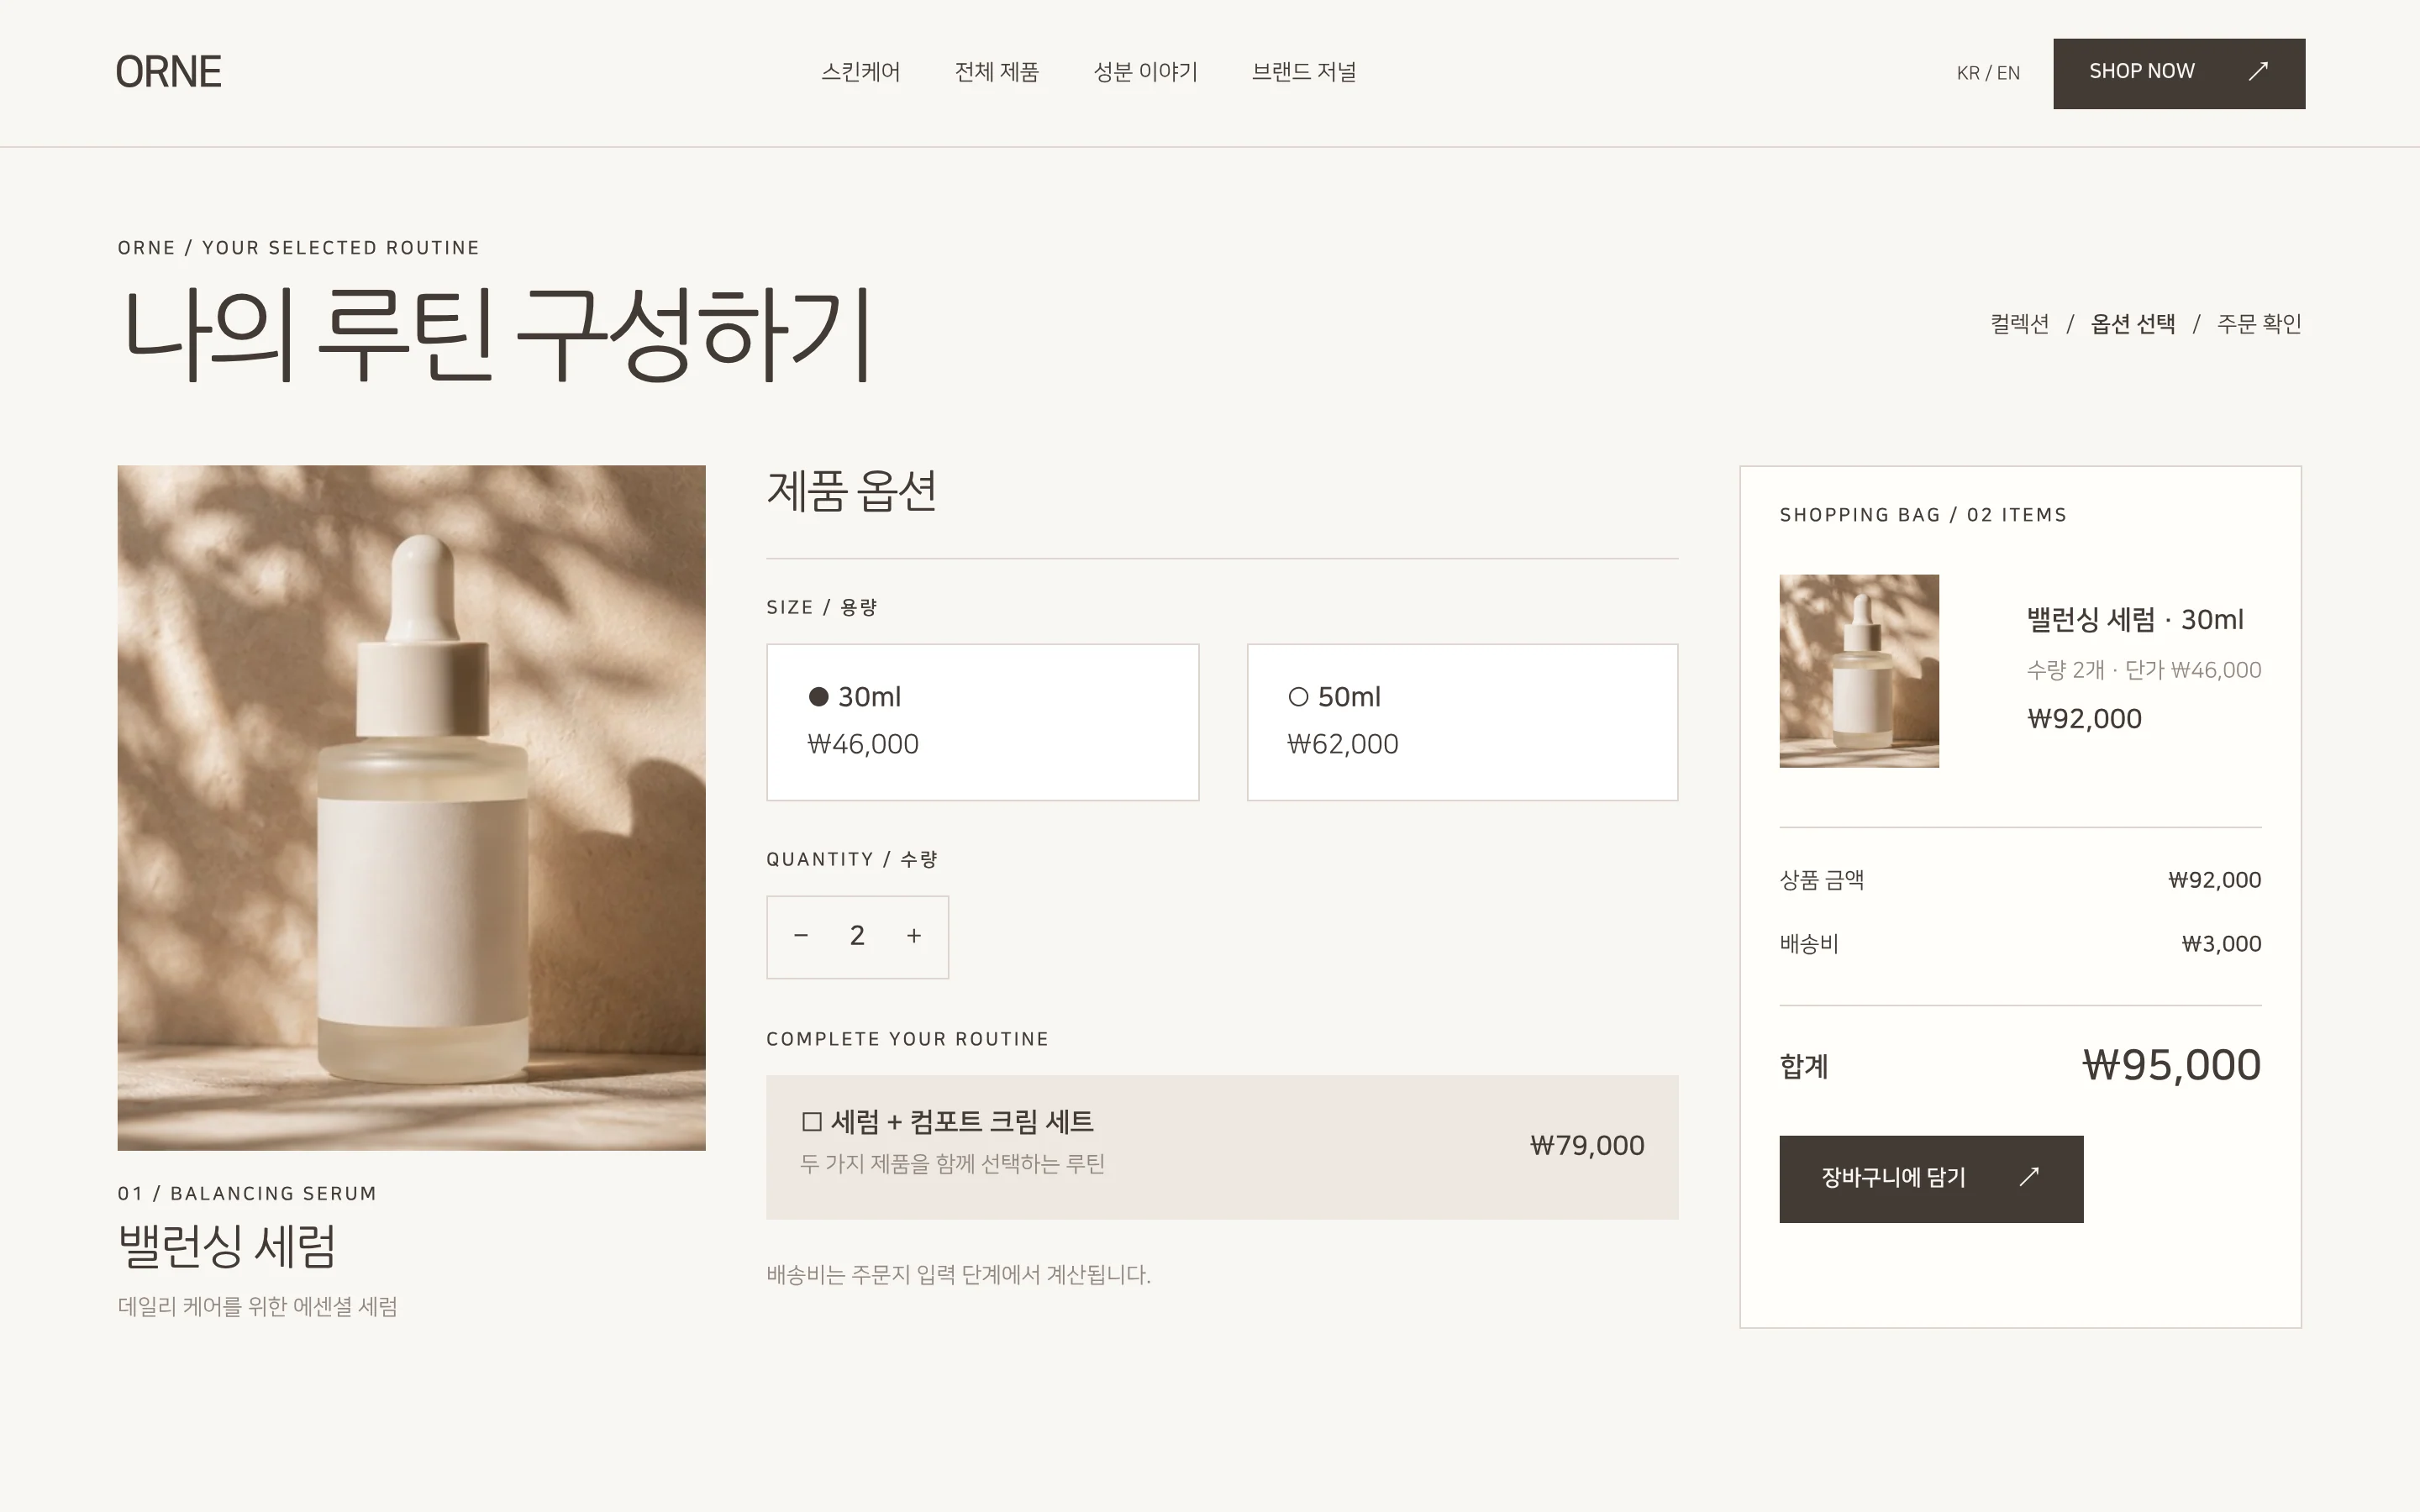 ORNE
스킨케어 전체 제품 성분 이야기 브랜드 저널
KR / EN
SHOP NOW ↗
ORNE / YOUR SELECTED ROUTINE
나의 루틴 구성하기
컬렉션 / 옵션 선택 / 주문 확인
01 / BALANCING SERUM
밸런싱 세럼
데일리 케어를 위한 에센셜 세럼
제품 옵션
SIZE / 용량
● 30ml
₩46,000
○ 50ml
₩62,000
QUANTITY / 수량
− 2 +
COMPLETE YOUR ROUTINE
☐ 세럼 + 컴포트 크림 세트
두 가지 제품을 함께 선택하는 루틴
₩79,000
배송비는 주문지 입력 단계에서 계산됩니다.
SHOPPING BAG / 02 ITEMS
밸런싱 세럼 · 30ml
수량 2개 · 단가 ₩46,000
₩92,000
상품 금액 ₩92,000
배송비 ₩3,000
합계 ₩95,000
장바구니에 담기 ↗